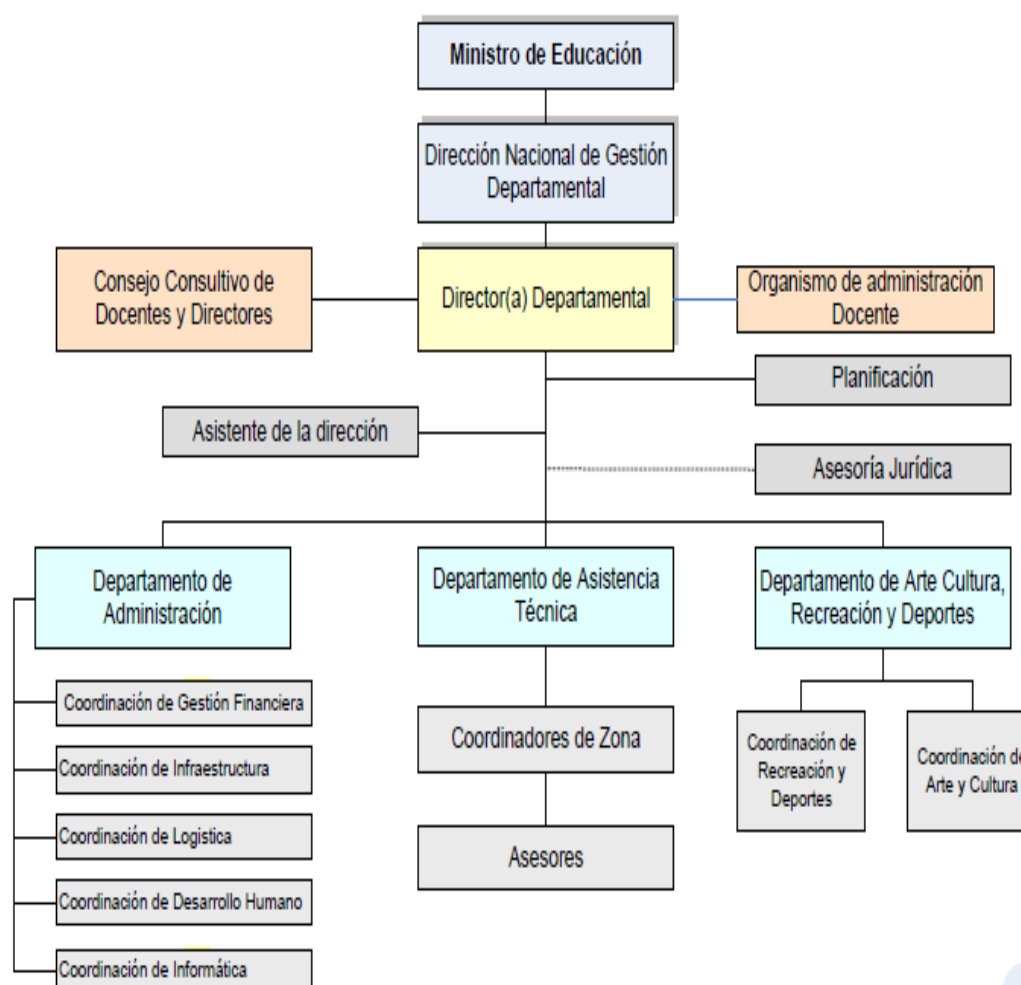 Ministro de Educación
Dirección Nacional de Gestión
Departamental
Consejo Consultivo de
Docentes y Directores
Director(a) Departamental
Organismo de administración
Docente
Planificación
Asistente de la dirección
Asesoría Jurídica
Departamento de
Administración
Departamento de Asistencia
Técnica
Departamento de Arte Cultura,
Recreación y Deportes
Coordinación de Gestión Financiera
Coordinación de Infraestructura
Coordinación de Logistica
Coordinación de Desarrollo Humano
Coordinación de Informática
Coordinadores de Zona
Asesores
Coordinación de
Recreación y
Deportes
Coordinación de
Arte y Cultura